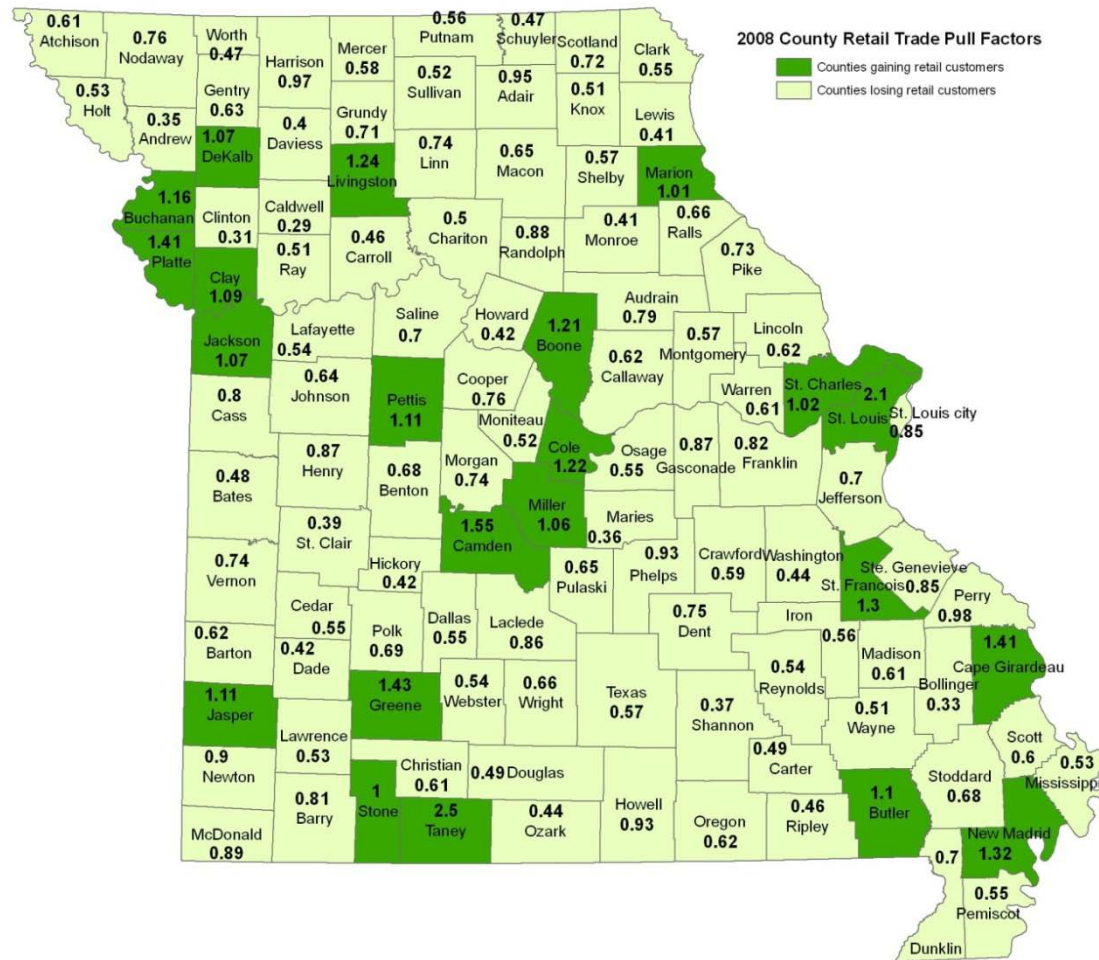 2008 County Retail Trade Pull Factors
Counties gaining retail customers
Counties losing retail customers
0.61
Atchison
0.76
Nodaway
Worth
0.47
Harrison
0.97
Mercer
0.58
0.56
Putnam
0.47
Schuyler
Scotland
0.72
Clark
0.55
0.53
Holt
0.35
Andrew
Gentry
0.63
0.52
Sullivan
0.95
Adair
0.51
Knox
Lewis
0.41
1.07
DeKalb
0.4
Daviess
Grundy
0.71
1.24
Livingston
0.74
Linn
0.65
Macon
0.57
Shelby
Marion
1.01
1.16
Buchanan
Clinton
0.31
Caldwell
0.29
1.41
Platte
Clay
1.09
0.51
Ray
0.46
Carroll
0.5
Chariton
0.88
Randolph
0.41
Monroe
0.66
Ralls
0.73
Pike
Jackson
1.07
Lafayette
0.54
Saline
0.7
Howard
0.42
1.21
Boone
Audrain
0.79
0.62
Callaway
0.57
Montgomery
Lincoln
0.62
Warren
0.61
St. Charles
1.02
2.1
St. Louis
St. Louis city
0.85
0.8
Cass
0.64
Johnson
Pettis
1.11
Cooper
0.76
Moniteau
0.52
Cole
1.22
Osage
0.55
0.87
Gasconade
0.82
Franklin
0.7
Jefferson
0.48
Bates
0.87
Henry
0.68
Benton
Morgan
0.74
Miller
1.06
1.55
Camden
Maries
0.36
0.39
St. Clair
0.74
Vernon
Hickory
0.42
0.65
Pulaski
0.93
Phelps
Crawford
0.59
Washington
0.44
St. Francois
1.3
Ste. Genevieve
0.85
Perry
0.98
Cedar
0.55
Polk
0.69
Dallas
0.55
Laclede
0.86
0.75
Dent
Iron
0.56
Madison
0.61
Bollinger
0.33
1.41
Cape Girardeau
0.62
Barton
0.42
Dade
1.11
Jasper
1.43
Greene
0.54
Webster
0.66
Wright
Texas
0.57
0.37
Shannon
0.54
Reynolds
0.51
Wayne
Scott
0.6
0.53
Mississippi
Lawrence
0.53
0.9
Newton
Christian
0.61
0.49 Douglas
0.49
Carter
Stoddard
0.68
McDonald
0.89
0.81
Barry
1
Stone
2.5
Taney
0.44
Ozark
Howell
0.93
Oregon
0.62
0.46
Ripley
1.1
Butler
New Madrid
1.32
0.7
Dunklin
0.55
Pemiscot